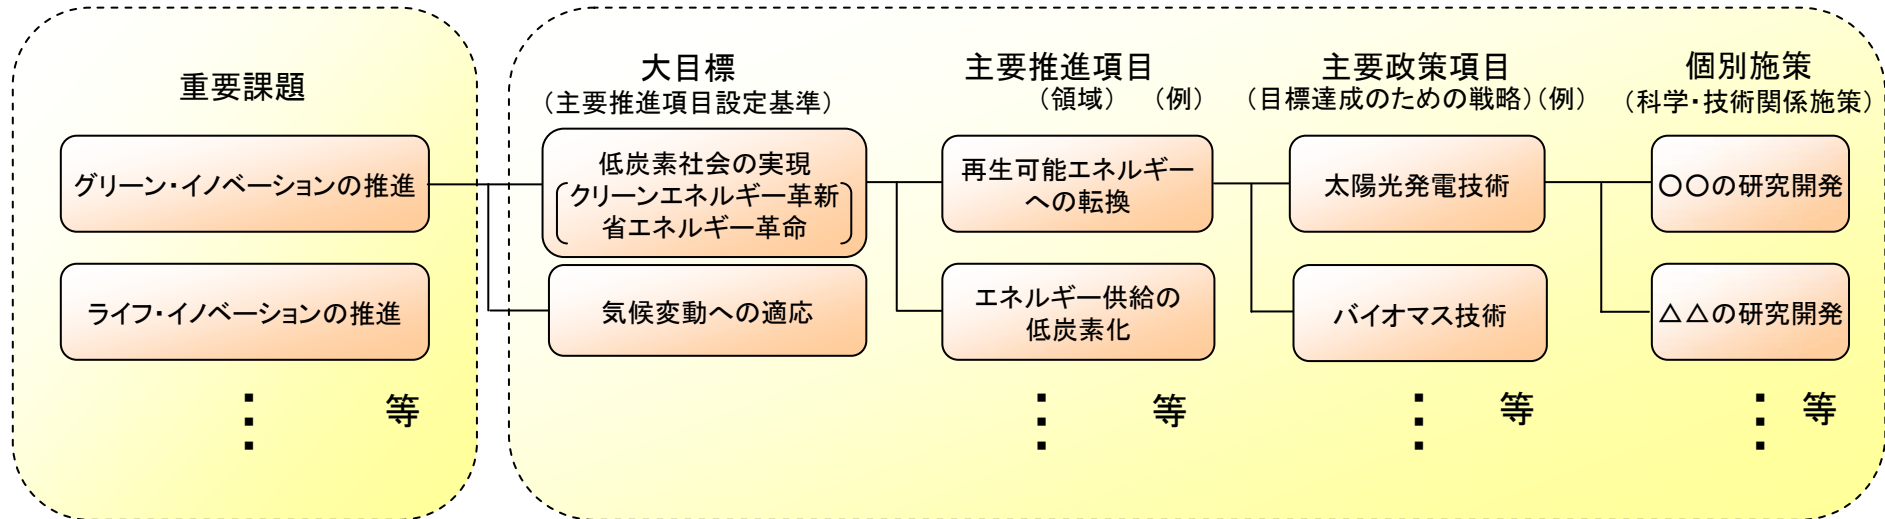 重要課題
グリーン・イノベーションの推進
ライフ・イノベーションの推進
等
大目標
（主要推進項目設定基準）
低炭素社会の実現
クリーンエネルギー革新
省エネルギー革命
気候変動への適応
主要推進項目
（領域）　（例）
再生可能エネルギー
への転換
エネルギー供給の
低炭素化
等
主要政策項目
（目標達成のための戦略）（例）
太陽光発電技術
バイオマス技術
等
個別施策
（科学・技術関係施策）
〇〇の研究開発
△△の研究開発
等